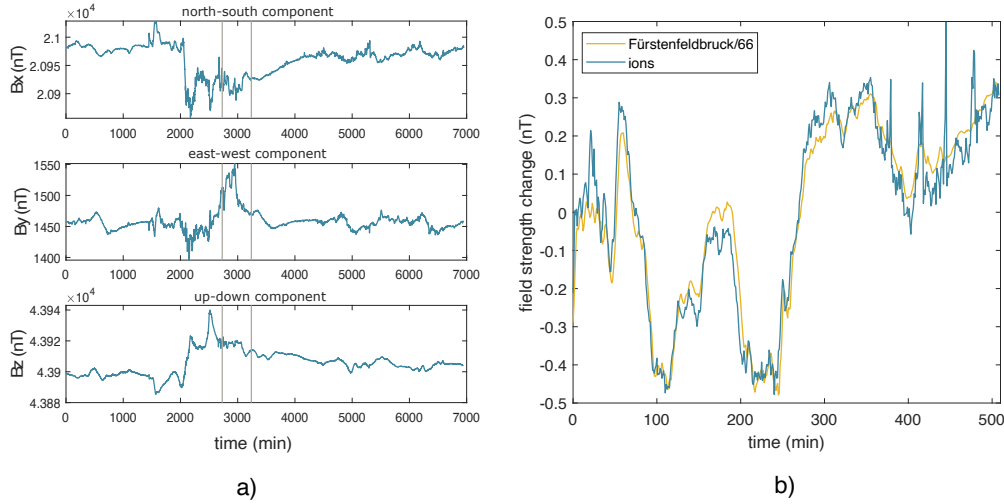 north-south component
×10⁴
2.1
2.095
2.09
Bx (nT)
0 1000 2000 3000 4000 5000 6000 7000
east-west component
1550
1500
1450
1400
By (nT)
0 1000 2000 3000 4000 5000 6000 7000
up-down component
×10⁴
4.394
4.392
4.39
4.388
Bz (nT)
0 1000 2000 3000 4000 5000 6000 7000
time (min)
a)
Fürstenfeldbruck/66
ions
0.5
0.4
0.3
0.2
0.1
0
-0.1
-0.2
-0.3
-0.4
-0.5
field strength change (nT)
0 100 200 300 400 500
time (min)
b)